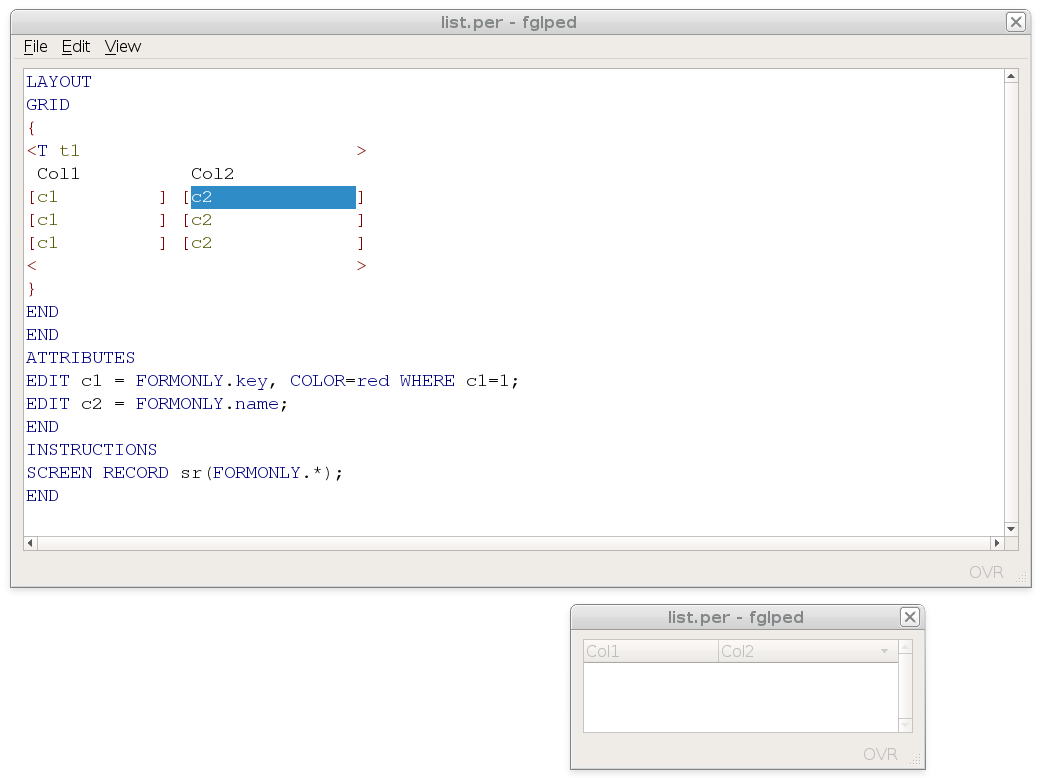 list.per - fglped
File Edit View
LAYOUT
GRID
{
<T t1                         >
 Col1          Col2
[c1         ] [c2             ]
[c1         ] [c2             ]
[c1         ] [c2             ]
<                             >
}
END
END
ATTRIBUTES
EDIT c1 = FORMONLY.key, COLOR=red WHERE c1=1;
EDIT c2 = FORMONLY.name;
END
INSTRUCTIONS
SCREEN RECORD sr(FORMONLY.*);
END
OVR
list.per - fglped
Col1 Col2
OVR